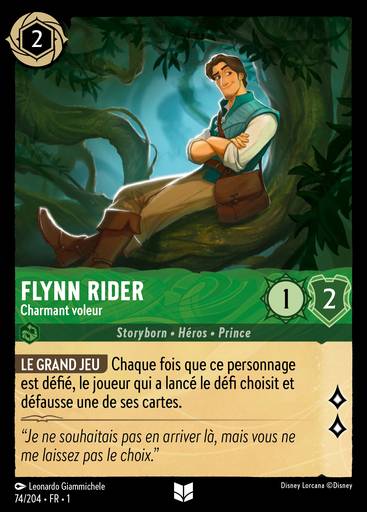 2
FLYNN RIDER
Charmant voleur
1
2
Storyborn • Héros • Prince
LE GRAND JEU Chaque fois que ce personnage
est défié, le joueur qui a lancé le défi choisit et
défausse une de ses cartes.
“Je ne souhaitais pas en arriver là, mais vous ne
me laissez pas le choix.”
Leonardo Giammichele
Disney Lorcana ©Disney
74/204 • FR • 1